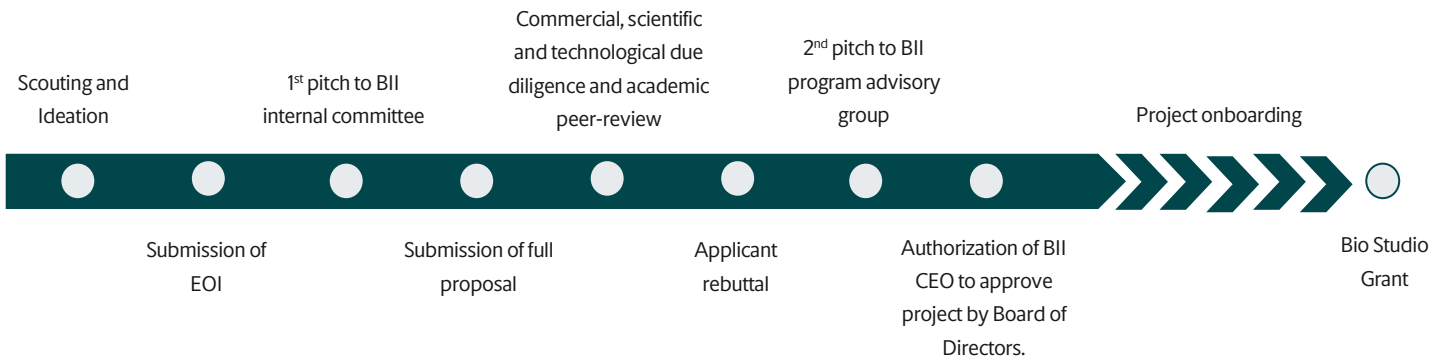 Scouting and
Ideation
Submission of
EOI
1st pitch to BII
internal committee
Submission of full
proposal
Commercial, scientific
and technological due
diligence and academic
peer-review
Applicant
rebuttal
2nd pitch to BII
program advisory
group
Authorization of BII
CEO to approve
project by Board of
Directors.
Project onboarding
Bio Studio
Grant